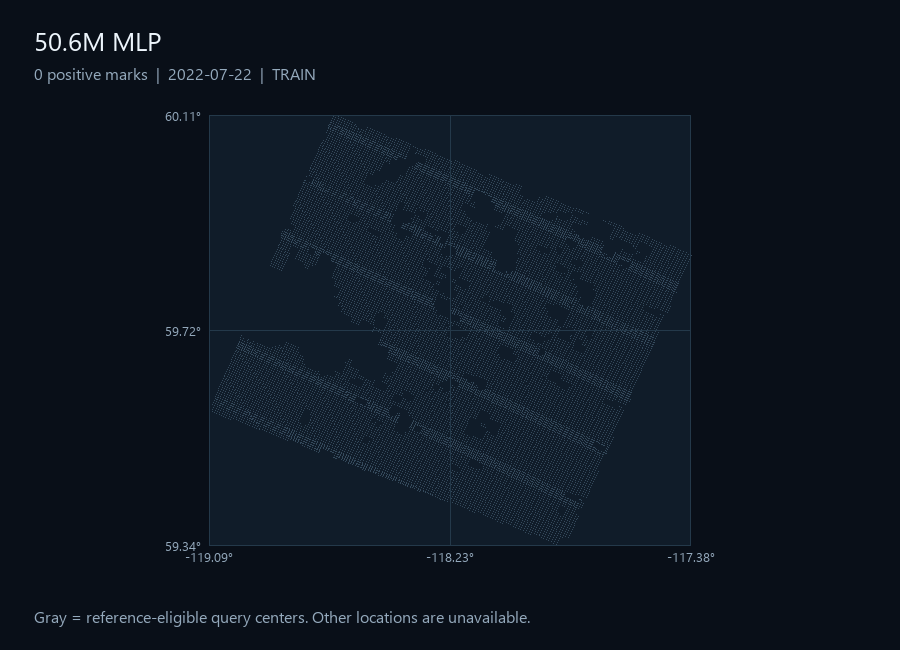 50.6M MLP
0 positive marks | 2022-07-22 | TRAIN
60.11°
59.72°
59.34°
-119.09°
-118.23°
-117.38°
Gray = reference-eligible query centers. Other locations are unavailable.